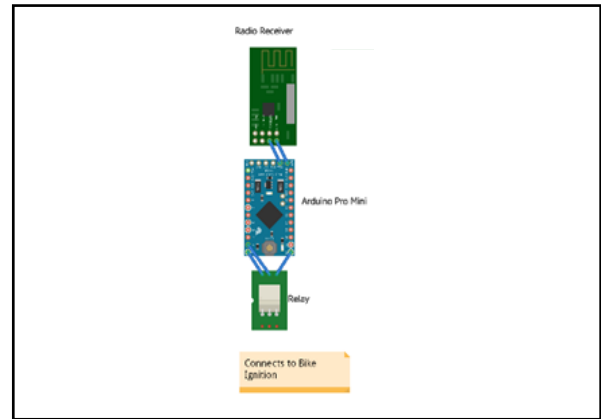 Radio Receiver
Arduino Pro Mini
Relay
Connects to Bike
Ignition